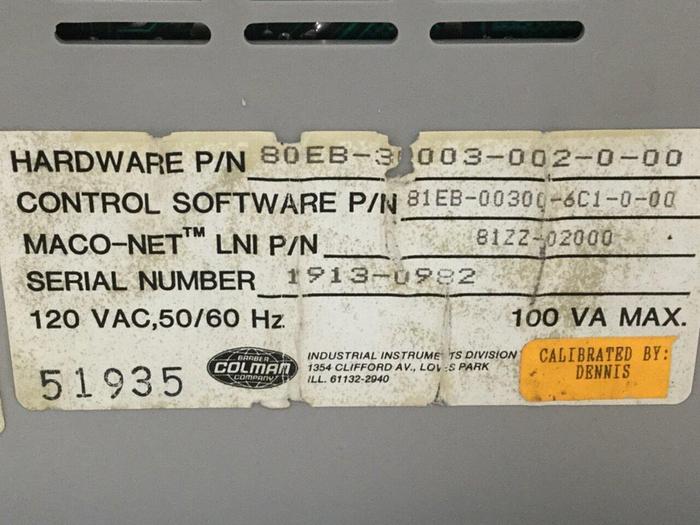 HARDWARE P/N 80EB-3 003-002-0-00
CONTROL SOFTWARE P/N 81EB-00300-6C1-0-00
MACO-NET™ LNI P/N 81ZZ-02000
SERIAL NUMBER 1913-0982
120 VAC,50/60 Hz. 100 VA MAX.
51935
BARBER
COLMAN
COMPANY
INDUSTRIAL INSTRUMENTS DIVISION
1354 CLIFFORD AV., LOVES PARK
ILL. 61132-2940
CALIBRATED BY:
DENNIS